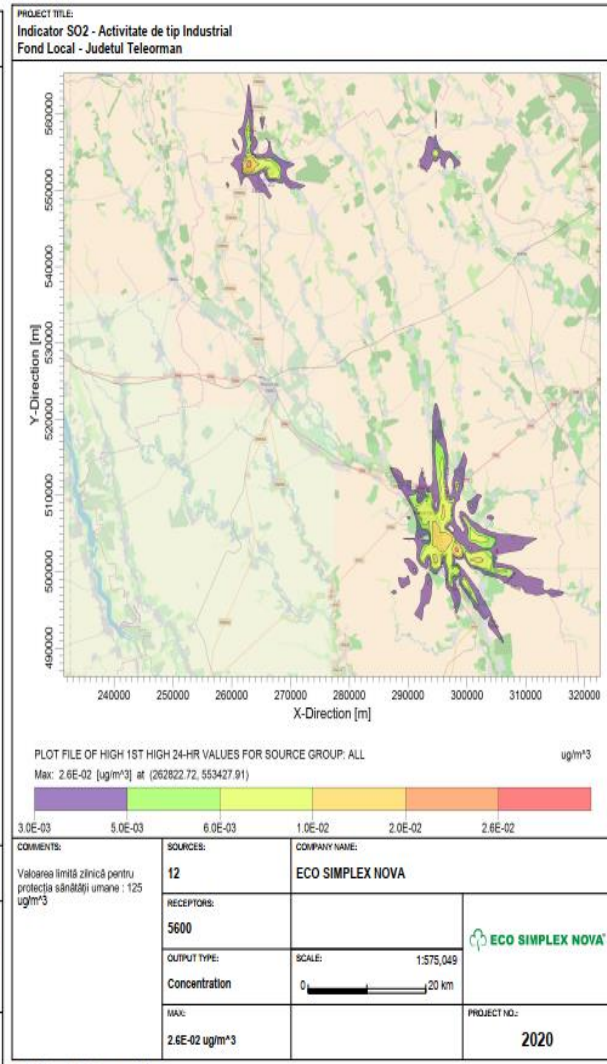 PROJECT TITLE:
Indicator SO2 - Activitate de tip Industrial
Fond Local - Judetul Teleorman
Y-Direction [m]
560000
550000
540000
530000
520000
510000
500000
490000
240000 250000 260000 270000 280000 290000 300000 310000 320000
X-Direction [m]
PLOT FILE OF HIGH 1ST HIGH 24-HR VALUES FOR SOURCE GROUP: ALL
ug/m^3
Max: 2.6E-02 [ug/m^3] at (262822.72, 553427.91)
3.0E-03 5.0E-03 6.0E-03 1.0E-02 2.0E-02 2.6E-02
COMMENTS:
Valoarea limită zilnică pentru
protecția sănătății umane : 125
ug/m^3
SOURCES:
12
COMPANY NAME:
ECO SIMPLEX NOVA
RECEPTORS:
5600
OUTPUT TYPE:
Concentration
SCALE: 1:575,049
0 20 km
ECO SIMPLEX NOVA
MAX:
2.6E-02 ug/m^3
PROJECT NO.:
2020